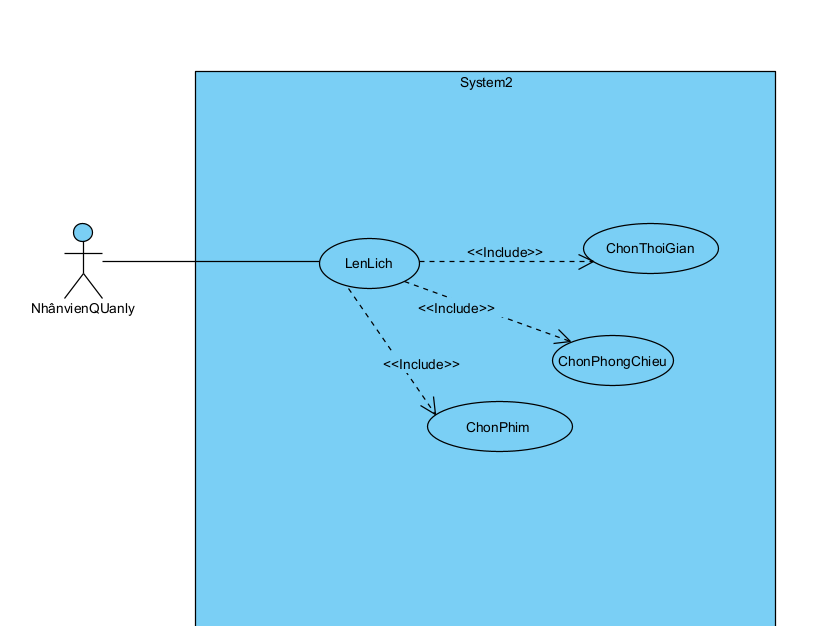 System2
<<Include>>
ChonThoiGian
LenLich
NhânvienQUanly
<<Include>>
ChonPhongChieu
<<Include>>
ChonPhim